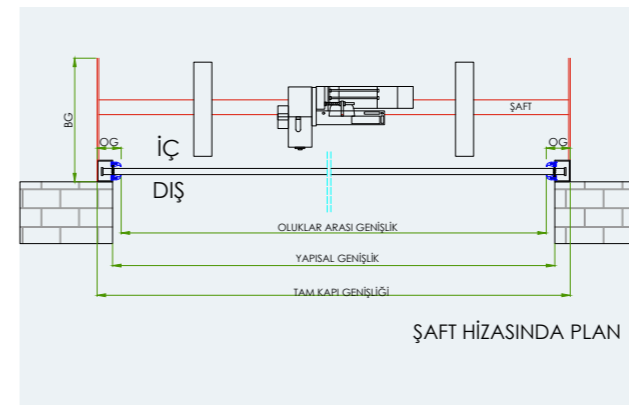 ŞAFT
BG
OG
OG
İÇ
DIŞ
OLUKLAR ARASI GENİŞLİK
YAPISAL GENİŞLİK
TAM KAPI GENİŞLİĞİ
ŞAFT HİZASINDA PLAN